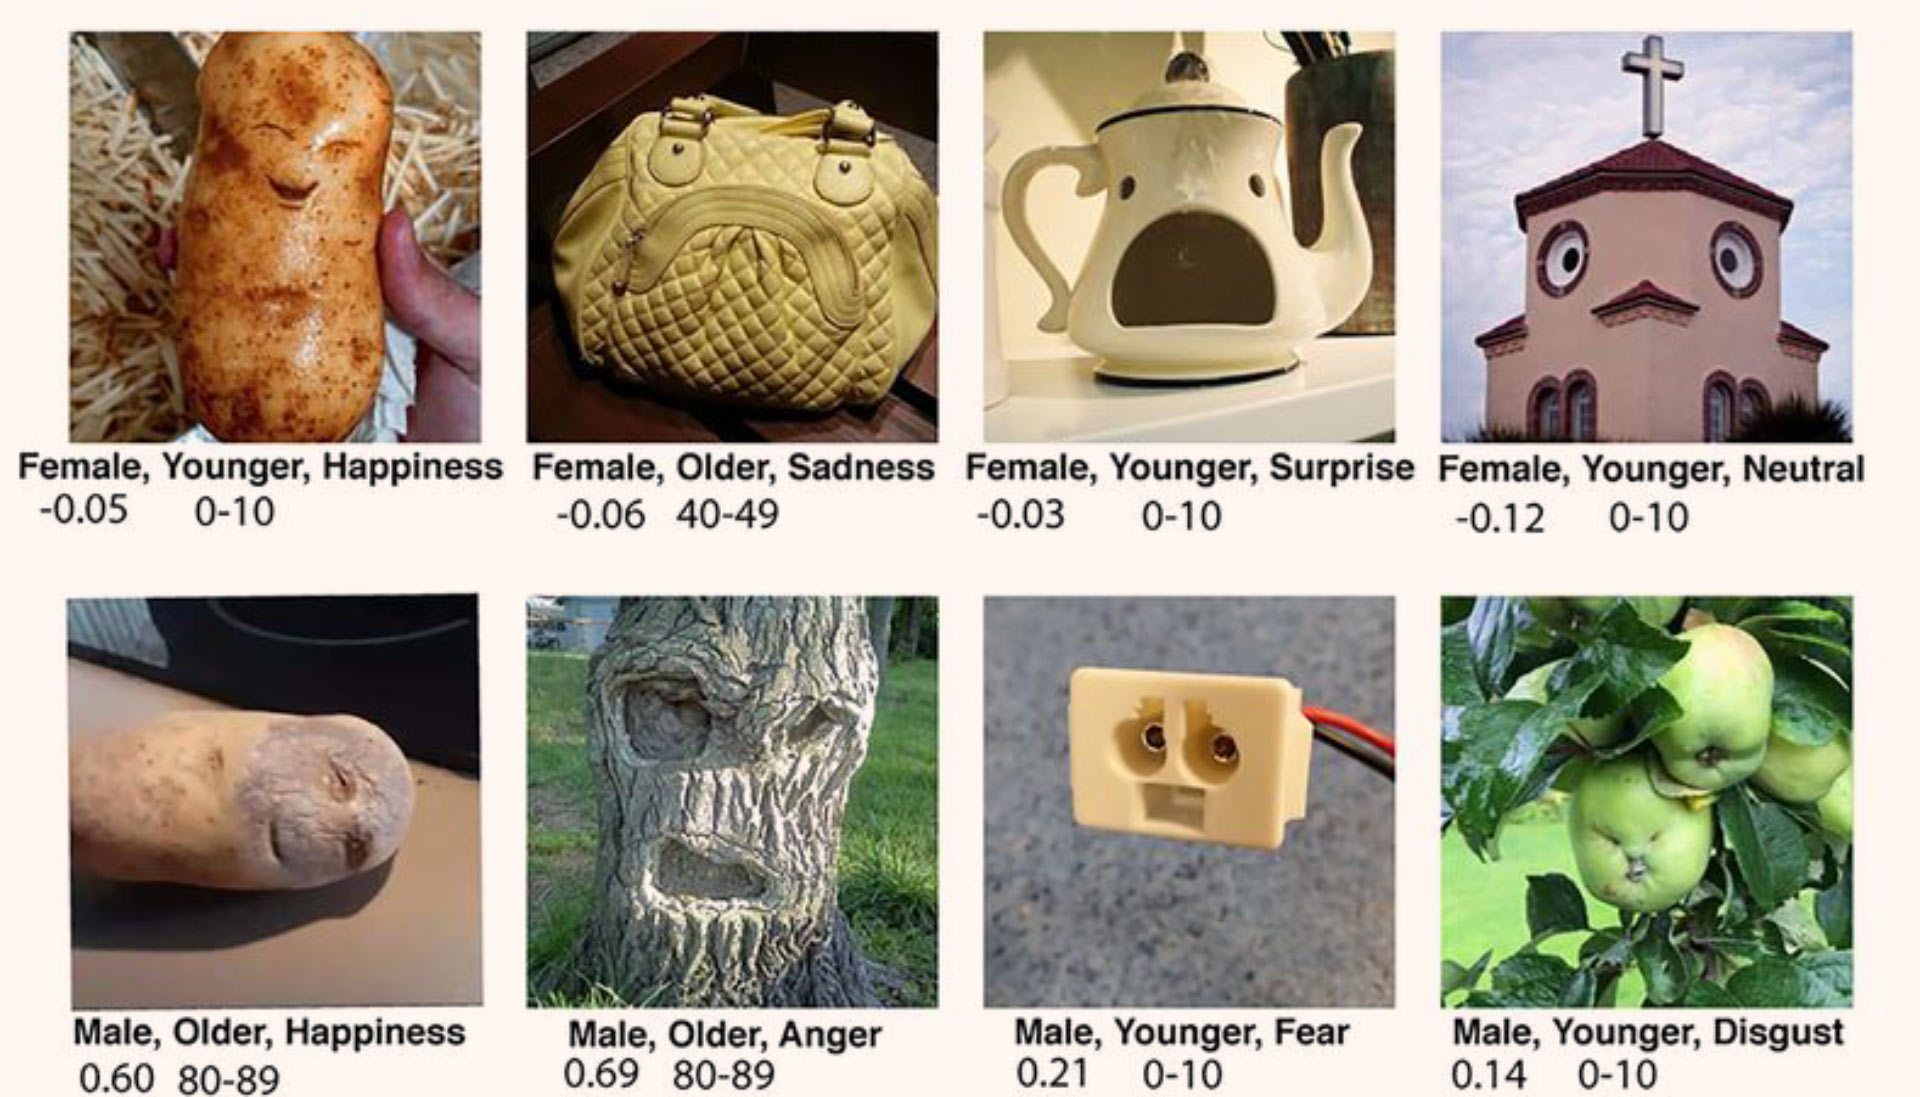 Female, Younger, Happiness
-0.05 0-10
Female, Older, Sadness
-0.06 40-49
Female, Younger, Surprise
-0.03 0-10
Female, Younger, Neutral
-0.12 0-10
Male, Older, Happiness
0.60 80-89
Male, Older, Anger
0.69 80-89
Male, Younger, Fear
0.21 0-10
Male, Younger, Disgust
0.14 0-10